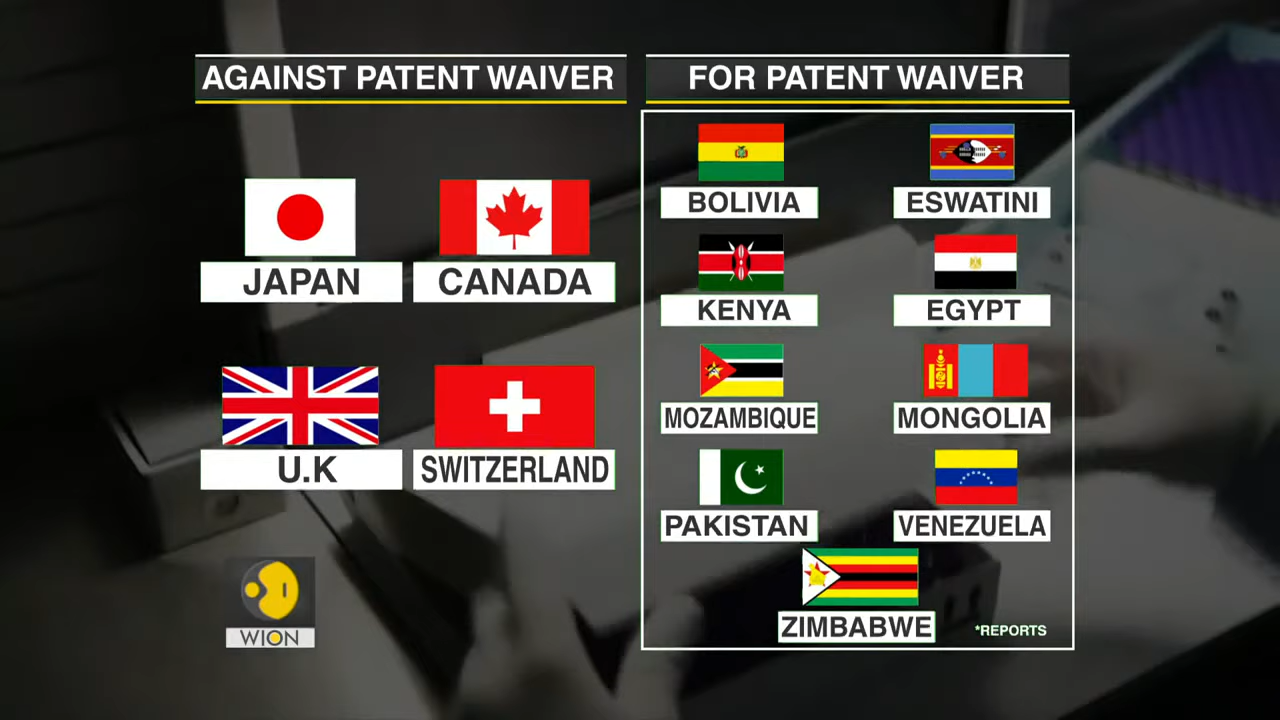 AGAINST PATENT WAIVER
JAPAN
CANADA
U.K
SWITZERLAND
FOR PATENT WAIVER
BOLIVIA
ESWATINI
KENYA
EGYPT
MOZAMBIQUE
MONGOLIA
PAKISTAN
VENEZUELA
ZIMBABWE
*REPORTS
WION